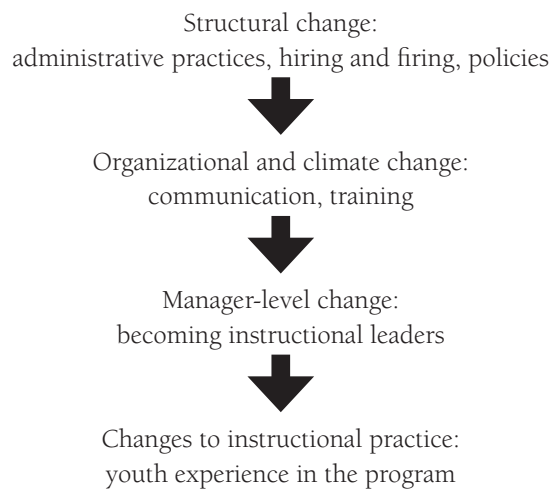 Structural change:
administrative practices, hiring and firing, policies
Organizational and climate change:
communication, training
Manager-level change:
becoming instructional leaders
Changes to instructional practice:
youth experience in the program